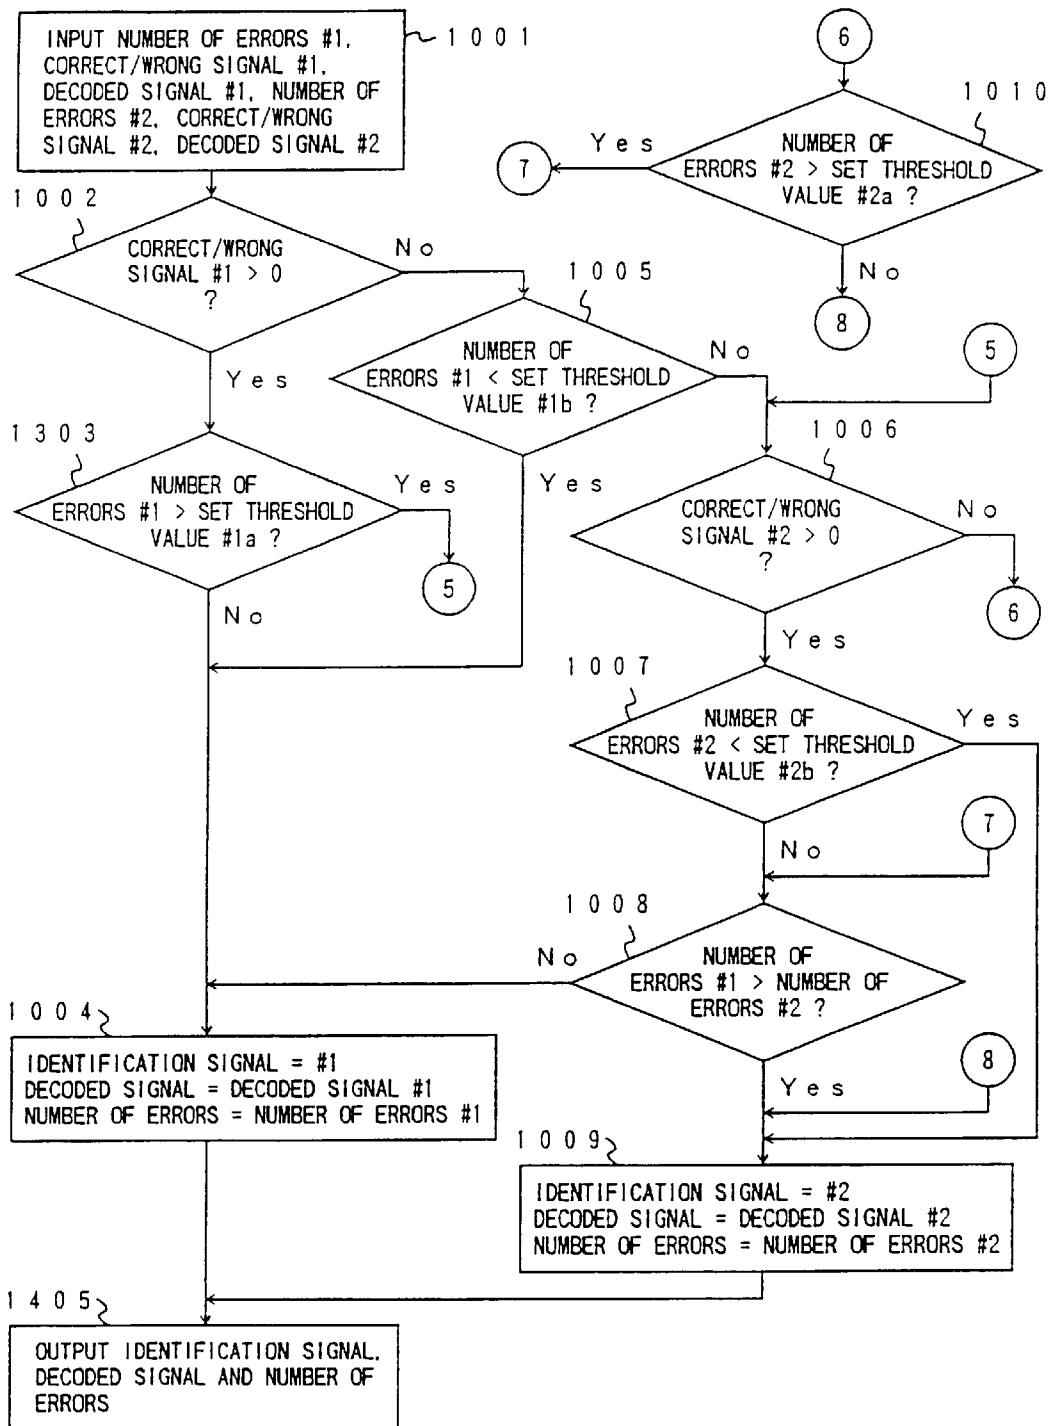 INPUT NUMBER OF ERRORS #1,
CORRECT/WRONG SIGNAL #1,
DECODED SIGNAL #1, NUMBER OF
ERRORS #2, CORRECT/WRONG
SIGNAL #2, DECODED SIGNAL #2
1001
6
1010
NUMBER OF
ERRORS #2 > SET THRESHOLD
VALUE #2a ?
Yes
7
No
8
1002
CORRECT/WRONG
SIGNAL #1 > 0
?
No
Yes
1005
NUMBER OF
ERRORS #1 < SET THRESHOLD
VALUE #1b ?
No
Yes
5
1303
NUMBER OF
ERRORS #1 > SET THRESHOLD
VALUE #1a ?
Yes
5
No
1006
CORRECT/WRONG
SIGNAL #2 > 0
?
No
6
Yes
1007
NUMBER OF
ERRORS #2 < SET THRESHOLD
VALUE #2b ?
Yes
No
7
1008
NUMBER OF
ERRORS #1 > NUMBER OF
ERRORS #2 ?
No
Yes
8
1004
IDENTIFICATION SIGNAL = #1
DECODED SIGNAL = DECODED SIGNAL #1
NUMBER OF ERRORS = NUMBER OF ERRORS #1
1009
IDENTIFICATION SIGNAL = #2
DECODED SIGNAL = DECODED SIGNAL #2
NUMBER OF ERRORS = NUMBER OF ERRORS #2
1405
OUTPUT IDENTIFICATION SIGNAL,
DECODED SIGNAL AND NUMBER OF
ERRORS